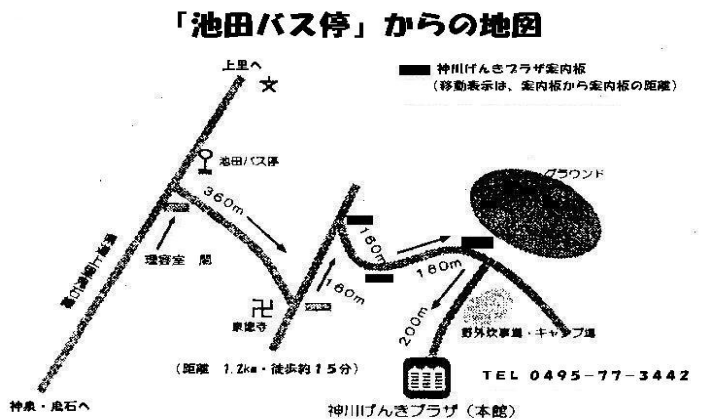 「池田バス停」からの地図
上里へ
神川げんきプラザ案内板
(移動表示は、案内板から案内板の距離)
池田バス停
グラウンド
360m
理容室 関
160m
160m
180m
200m
野外炊事場・キャンプ場
(距離 1.2km・徒歩約15分)
TEL 0495-77-3442
神泉・鬼石へ
神川げんきプラザ(本館)